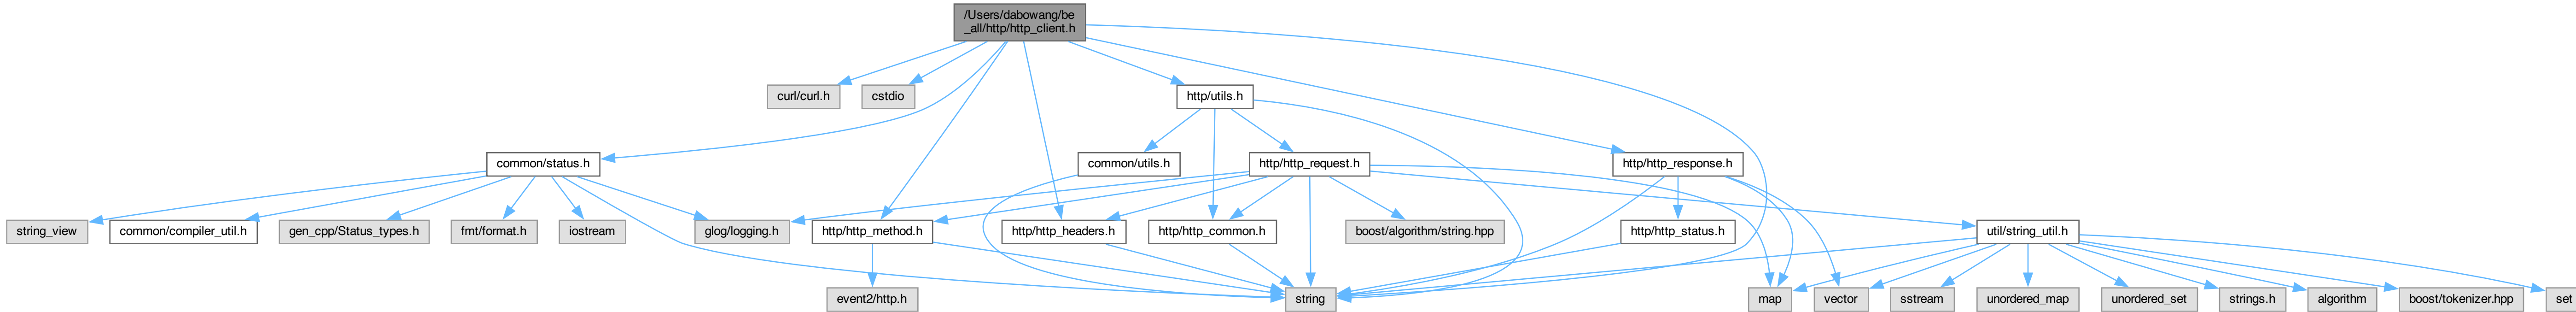 /Users/dabowang/be
_all/http/http_client.h
curl/curl.h
cstdio
http/utils.h
common/status.h
common/utils.h
http/http_request.h
http/http_response.h
string_view
common/compiler_util.h
gen_cpp/Status_types.h
fmt/format.h
iostream
glog/logging.h
http/http_method.h
http/http_headers.h
http/http_common.h
boost/algorithm/string.hpp
http/http_status.h
util/string_util.h
event2/http.h
string
map
vector
sstream
unordered_map
unordered_set
strings.h
algorithm
boost/tokenizer.hpp
set